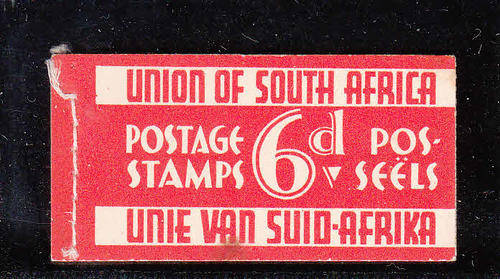 UNION OF SOUTH AFRICA
POSTAGE STAMPS
6d
POS-SEËLS
UNIE VAN SUID-AFRIKA